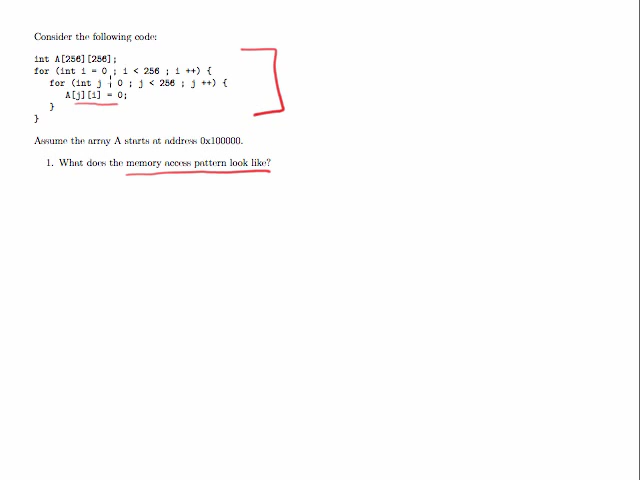 Consider the following code:
int A[256][256];
for (int i = 0 ; i < 256 ; i ++) {
for (int j ; 0 ; j < 256 ; j ++) {
A[j][i] = 0;
}
}
Assume the array A starts at address 0x100000.
1. What does the memory access pattern look like?